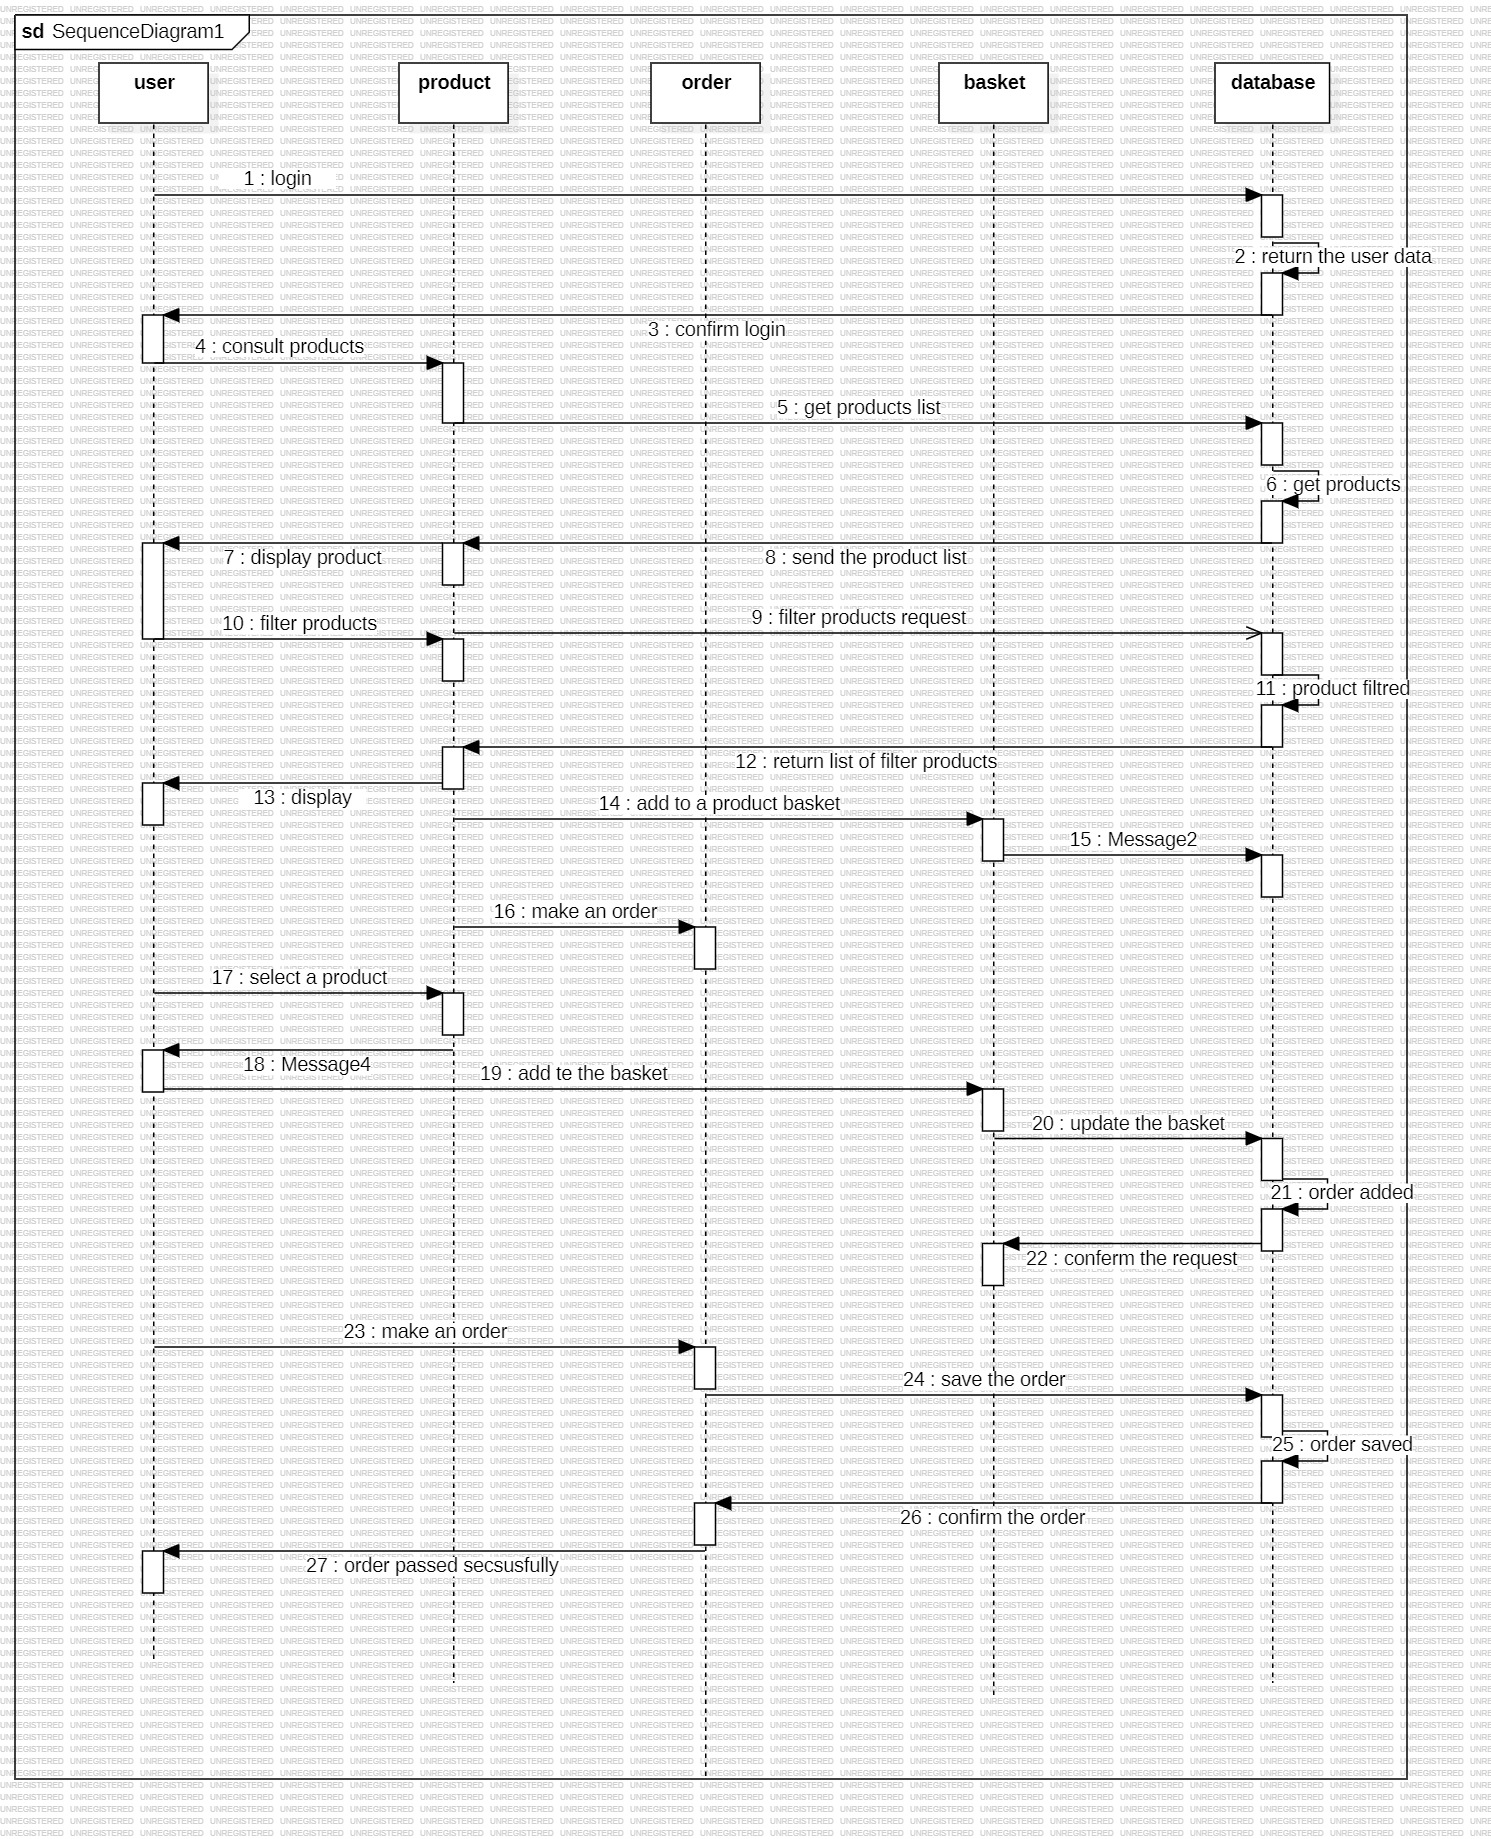 sd SequenceDiagram1
user
product
order
basket
database
1 : login
2 : return the user data
3 : confirm login
4 : consult products
5 : get products list
6 : get products
7 : display product
8 : send the product list
9 : filter products request
10 : filter products
11 : product filtred
12 : return list of filter products
13 : display
14 : add to a product basket
15 : Message2
16 : make an order
17 : select a product
18 : Message4
19 : add te the basket
20 : update the basket
21 : order added
22 : conferm the request
23 : make an order
24 : save the order
25 : order saved
26 : confirm the order
27 : order passed secsusfully
UNREGISTERED